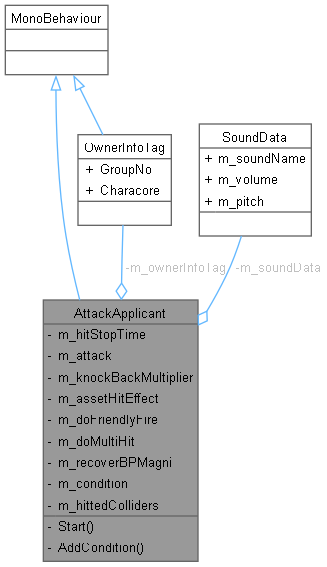 MonoBehaviour
OwnerInfoTag
+ GroupNo
+ Characore
SoundData
+ m_soundName
+ m_volume
+ m_pitch
-m_ownerInfoTag
-m_soundData
AttackApplicant
- m_hitStopTime
- m_attack
- m_knockBackMultiplier
- m_assetHitEffect
- m_doFriendlyFire
- m_doMultiHit
- m_recoverBPMagni
- m_condition
- m_hittedColliders
- Start()
- AddCondition()